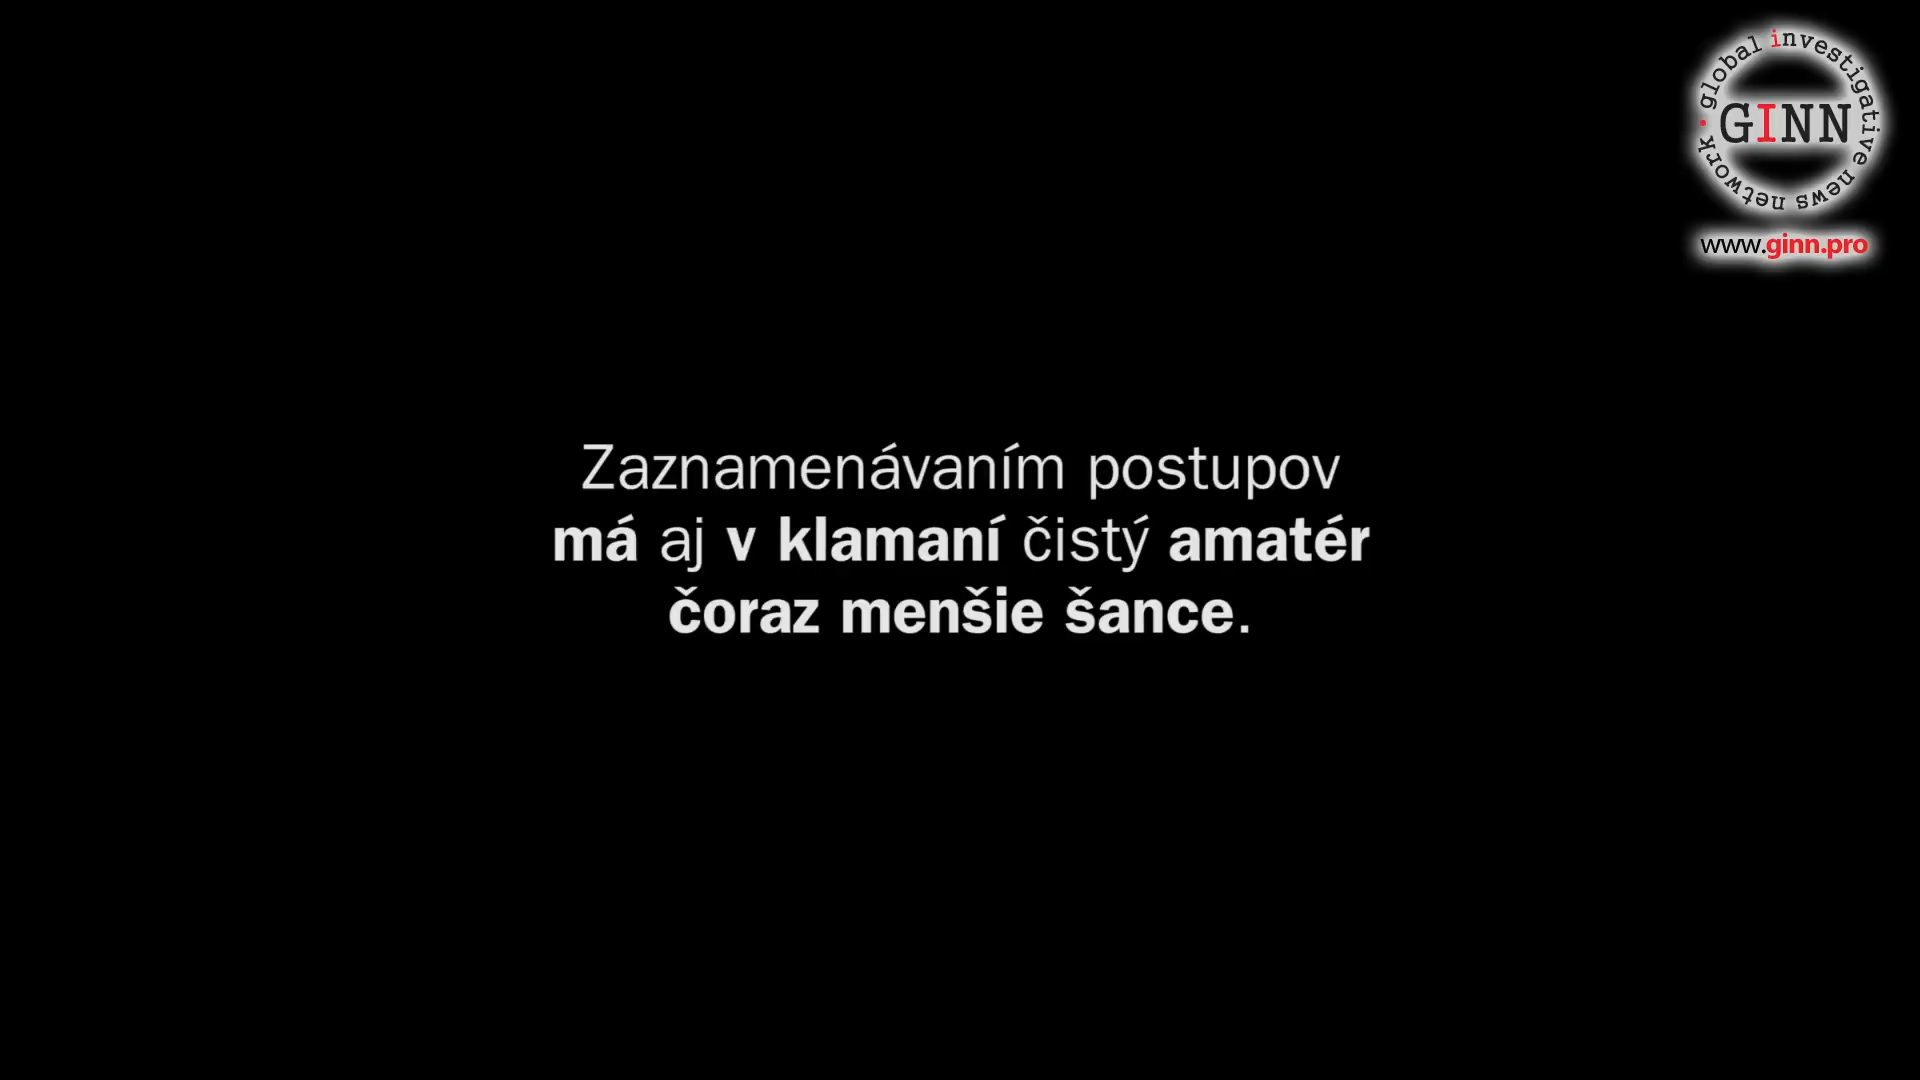 global investigative news network
GINN
www.ginn.pro
Zaznamenávaním postupov
má aj v klamaní čistý amatér
čoraz menšie šance.